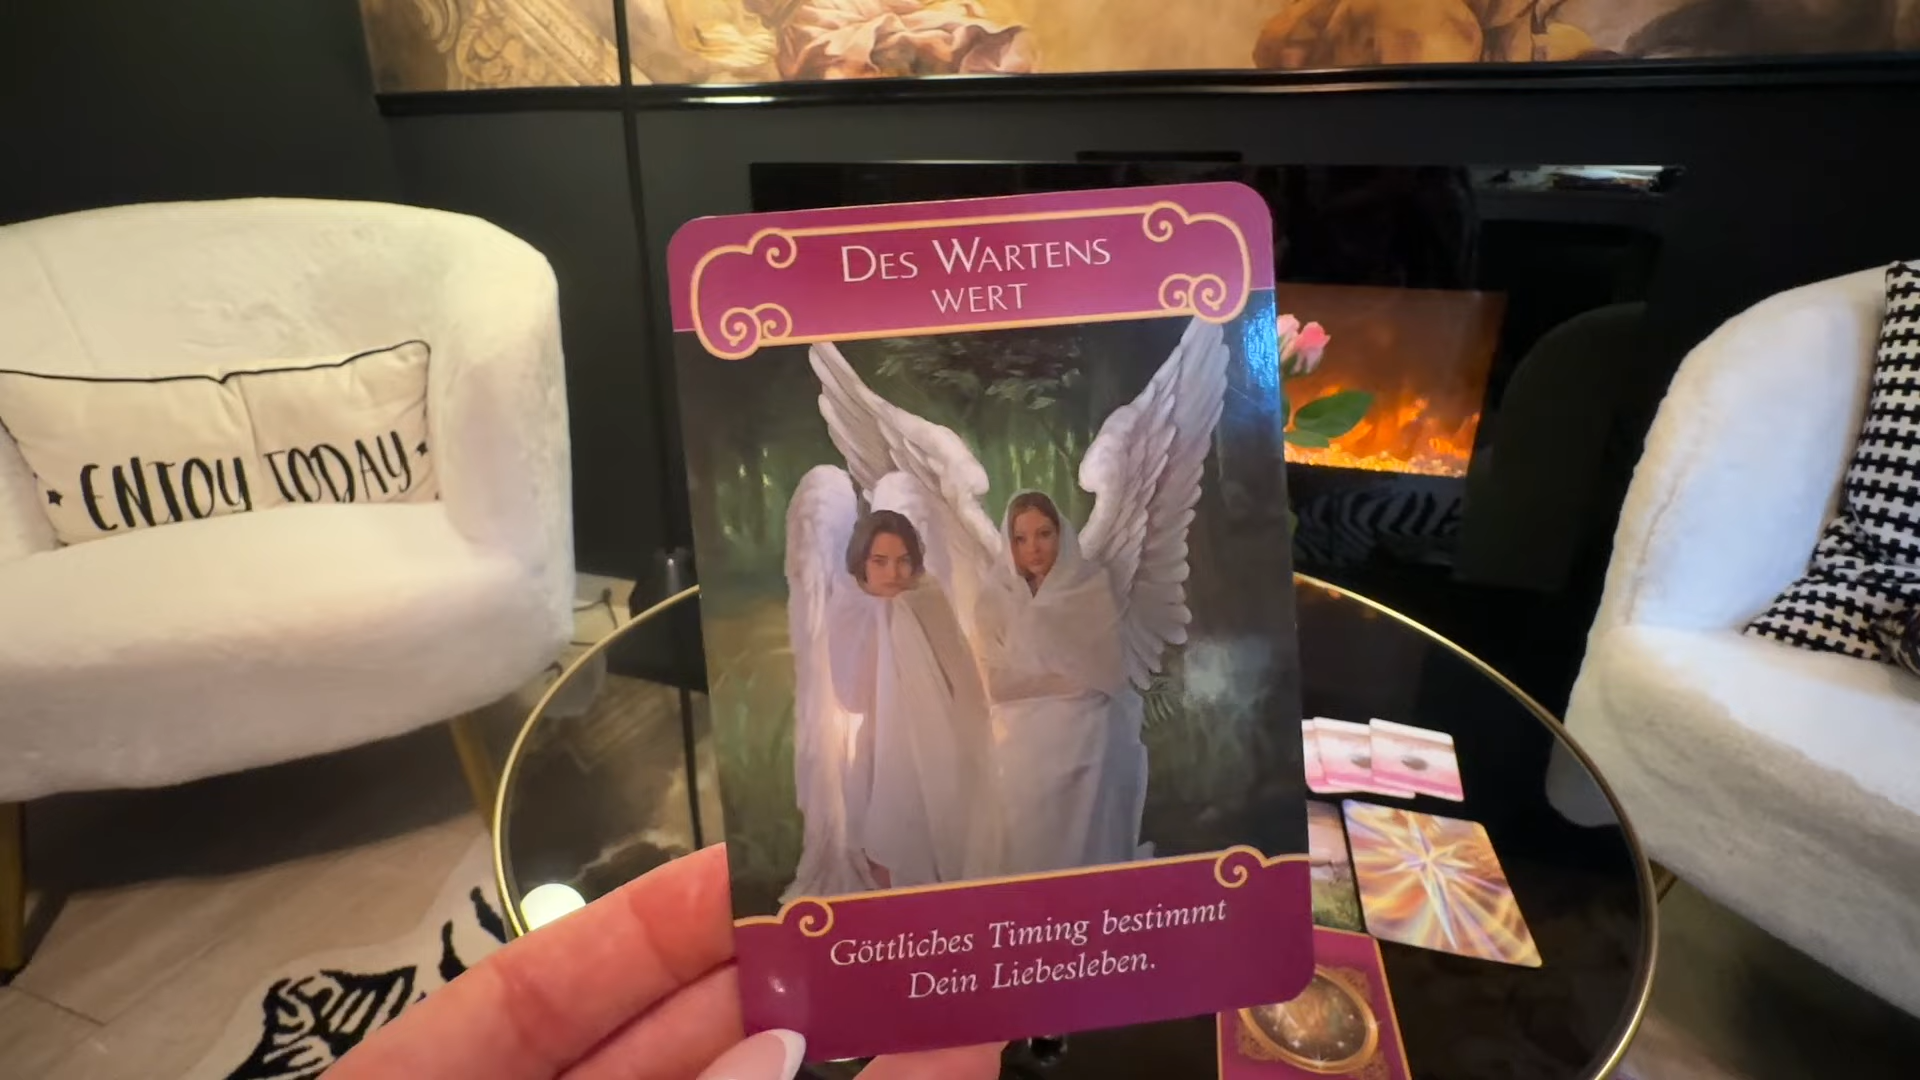 DES WARTENS
WERT
ENJOY TODAY
Göttliches Timing bestimmt
Dein Liebesleben.